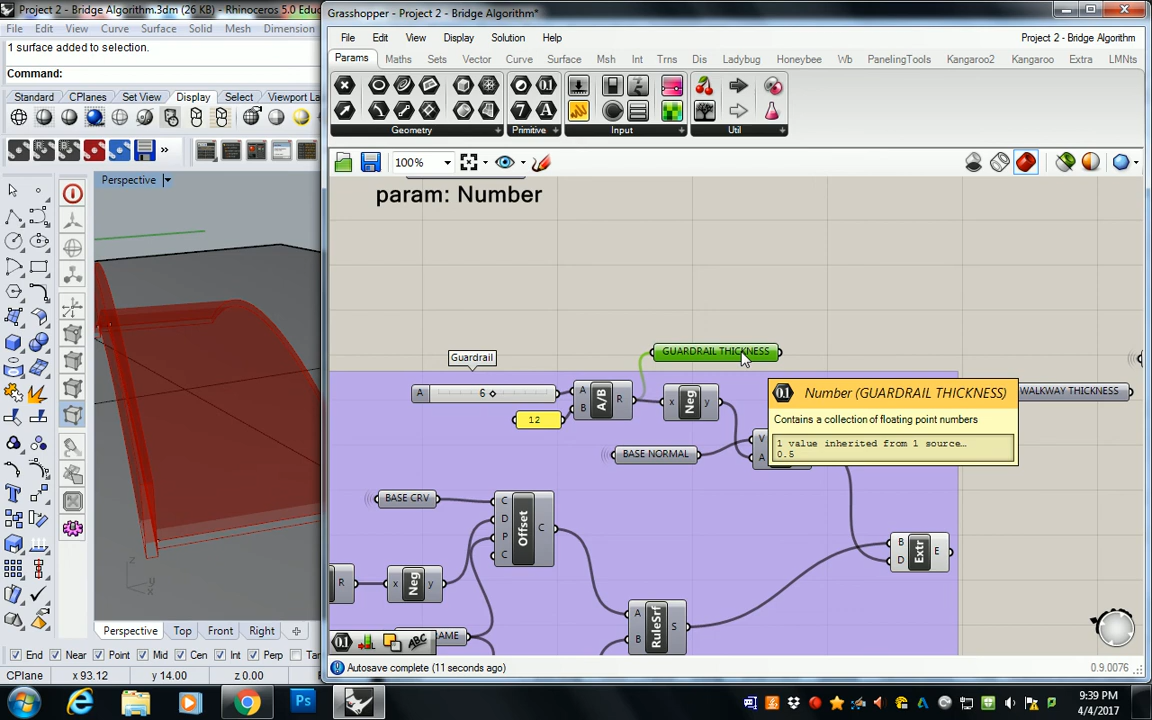 Project 2 - Bridge Algorithm.3dm (26 KB) - Rhinoceros 5.0 Educ
File Edit View Curve Surface Solid Mesh Dimension
1 surface added to selection.
Command:
Standard CPlanes Set View Display Select Viewport La
Perspective
z
y
x
Perspective Top Front Right
End Near Point Mid Cen Int Perp Tan
CPlane x 93.12 y 14.00 z 0.00
Grasshopper - Project 2 - Bridge Algorithm*
File Edit View Display Solution Help
Project 2 - Bridge Algorithm
Params Maths Sets Vector Curve Surface Msh Int Trns Dis Ladybug Honeybee Wb PanelingTools Kangaroo2 Kangaroo Extra LMNts
Geometry Primitive Input Util
100%
param: Number
GUARDRAIL THICKNESS
Guardrail
A 6
12
A B A/B R
x Neg y
BASE NORMAL
V A
Number (GUARDRAIL THICKNESS)
Contains a collection of floating point numbers
1 value inherited from 1 source…
0.5
WALKWAY THICKNESS
BASE CRV
C D P C Offset C
B D Extr E
R
x Neg y
AME
A B RuleSrf S
Autosave complete (11 seconds ago)
0.9.0076
9:39 PM
4/4/2017